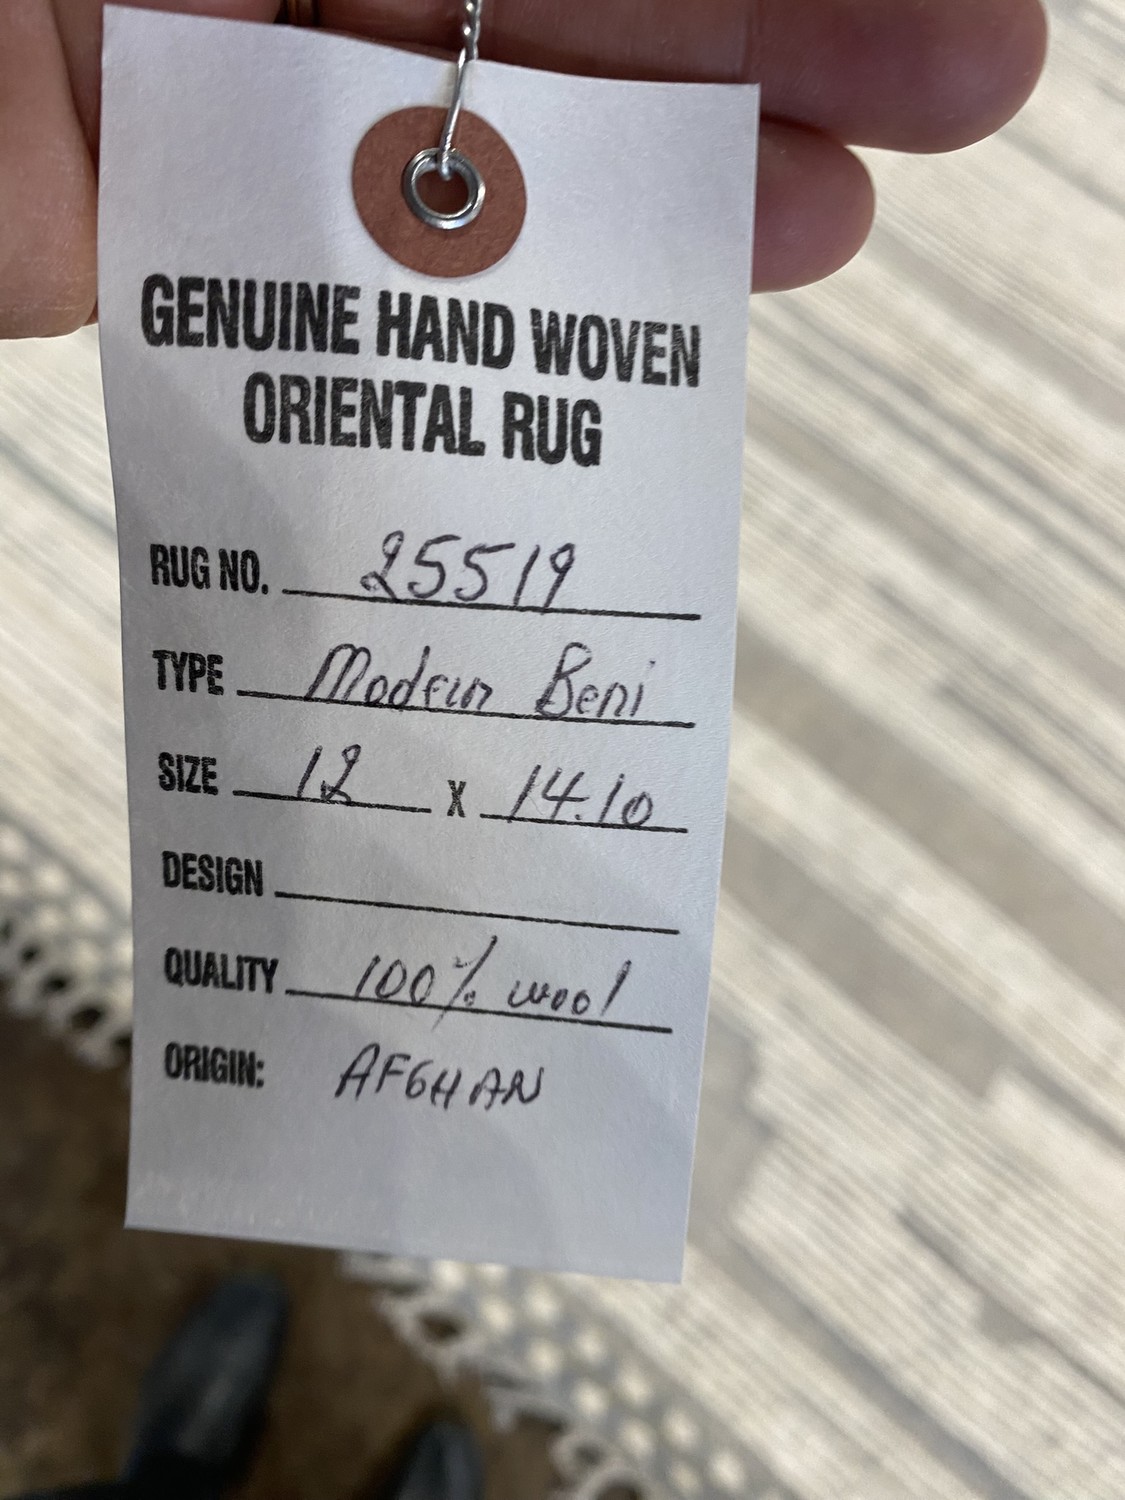 GENUINE HAND WOVEN
ORIENTAL RUG
RUG NO. 25519
TYPE Modern Beni
SIZE 12 X 14.10
DESIGN
QUALITY 100% wool
ORIGIN: AFGHAN